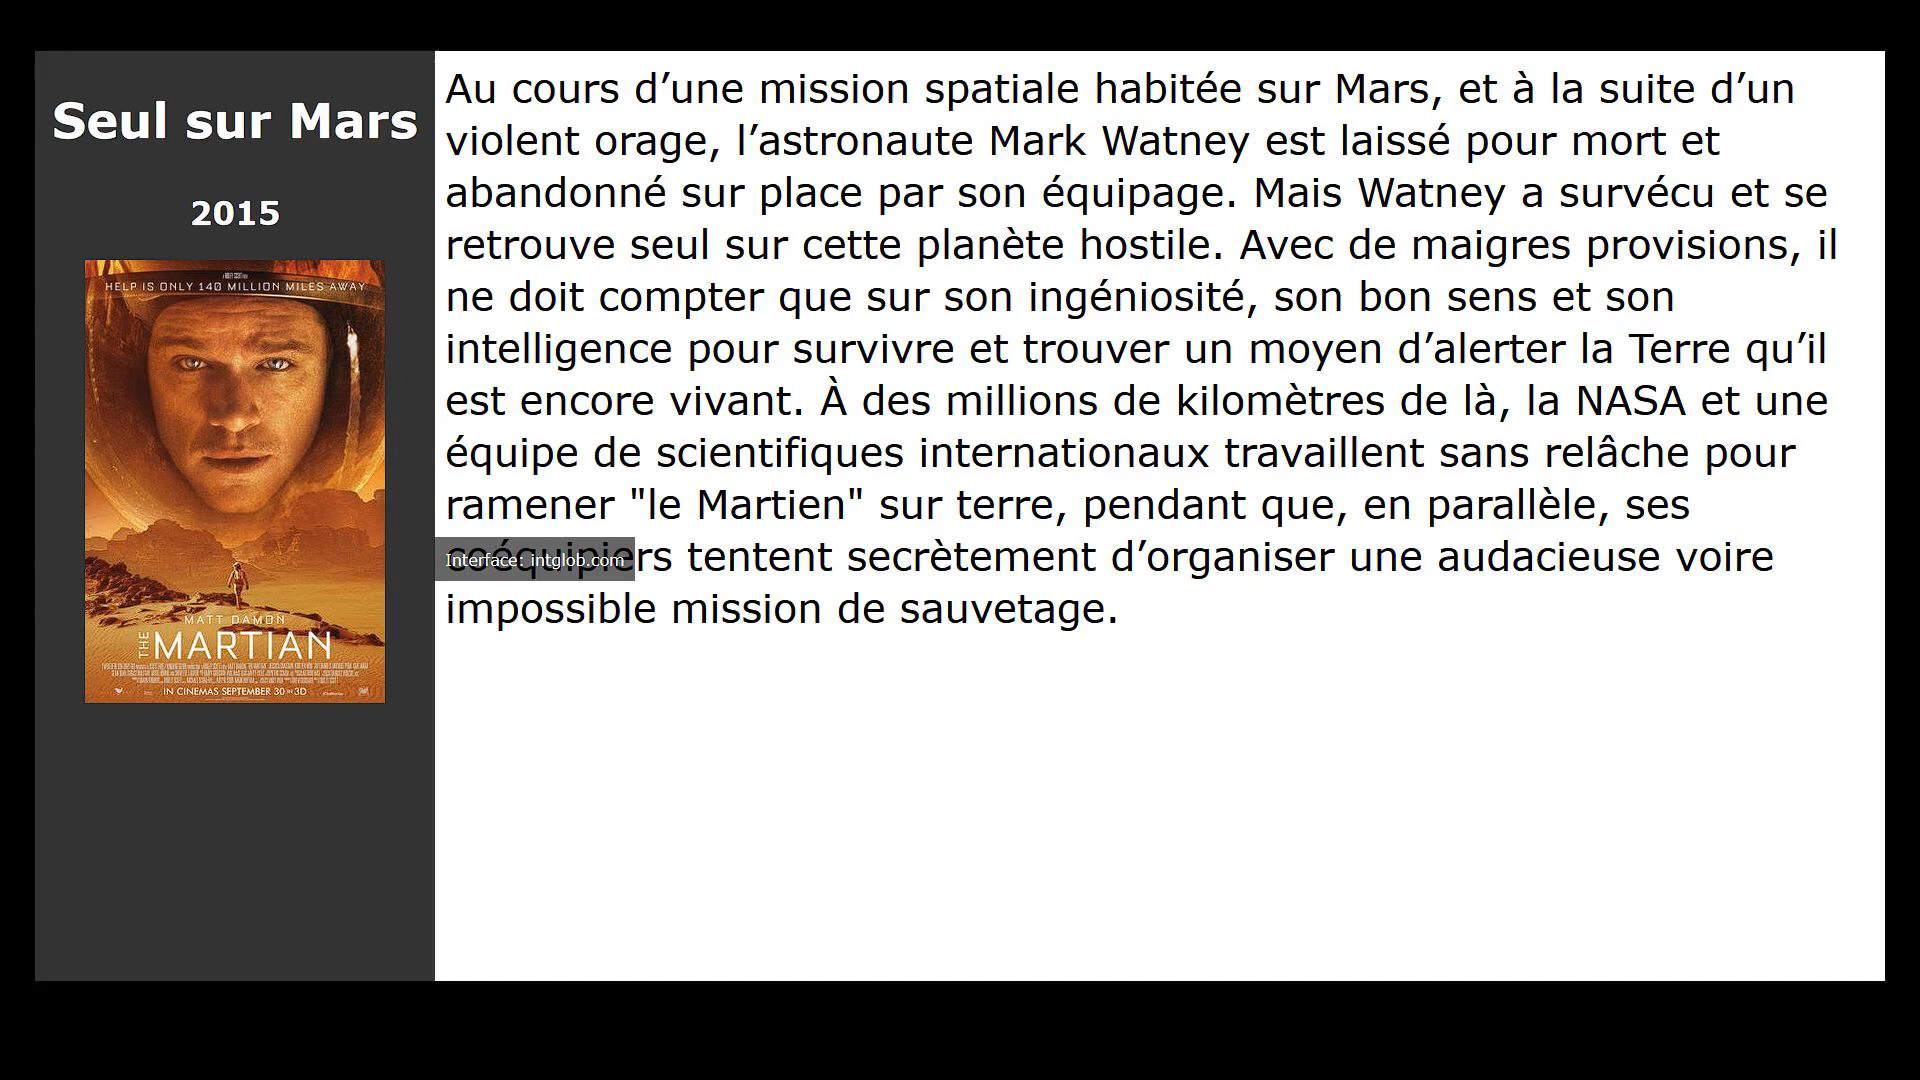 Seul sur Mars
2015
HELP IS ONLY 140 MILLION MILES AWAY
MATT DAMON
THE MARTIAN
IN CINEMAS SEPTEMBER 30 IN 3D
Au cours d’une mission spatiale habitée sur Mars, et à la suite d’un
violent orage, l’astronaute Mark Watney est laissé pour mort et
abandonné sur place par son équipage. Mais Watney a survécu et se
retrouve seul sur cette planète hostile. Avec de maigres provisions, il
ne doit compter que sur son ingéniosité, son bon sens et son
intelligence pour survivre et trouver un moyen d’alerter la Terre qu’il
est encore vivant. À des millions de kilomètres de là, la NASA et une
équipe de scientifiques internationaux travaillent sans relâche pour
ramener "le Martien" sur terre, pendant que, en parallèle, ses
coéquipiers tentent secrètement d’organiser une audacieuse voire
impossible mission de sauvetage.
Interface: intglob.com